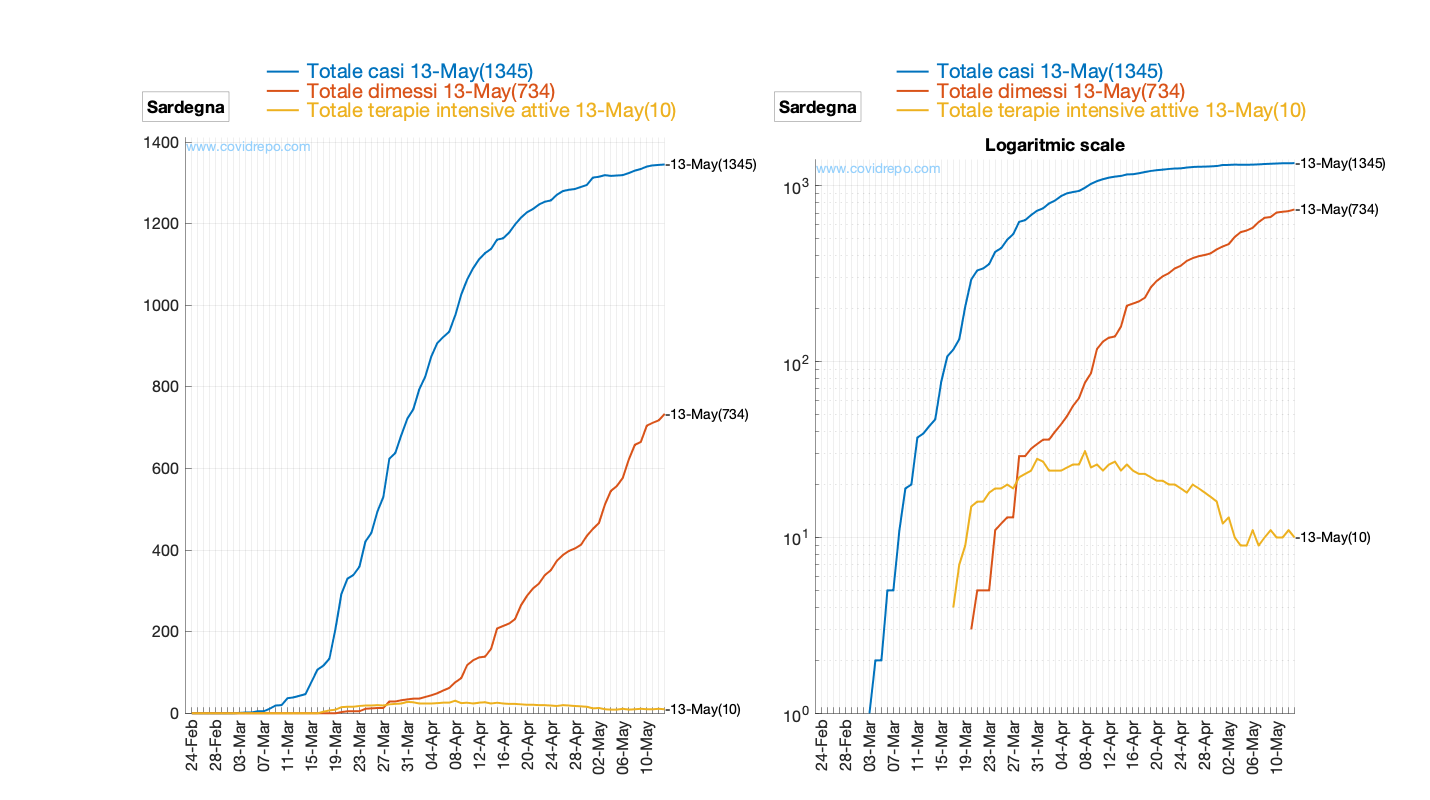 Totale casi 13-May(1345)
Totale dimessi 13-May(734)
Totale terapie intensive attive 13-May(10)
Sardegna
www.covidrepo.com
1400
1200
1000
800
600
400
200
0
13-May(1345)
13-May(734)
13-May(10)
24-Feb
28-Feb
03-Mar
07-Mar
11-Mar
15-Mar
19-Mar
23-Mar
27-Mar
31-Mar
04-Apr
08-Apr
12-Apr
16-Apr
20-Apr
24-Apr
28-Apr
02-May
06-May
10-May
Totale casi 13-May(1345)
Totale dimessi 13-May(734)
Totale terapie intensive attive 13-May(10)
Sardegna
Logaritmic scale
www.covidrepo.com
10³
10²
10¹
10⁰
13-May(1345)
13-May(734)
13-May(10)
24-Feb
28-Feb
03-Mar
07-Mar
11-Mar
15-Mar
19-Mar
23-Mar
27-Mar
31-Mar
04-Apr
08-Apr
12-Apr
16-Apr
20-Apr
24-Apr
28-Apr
02-May
06-May
10-May